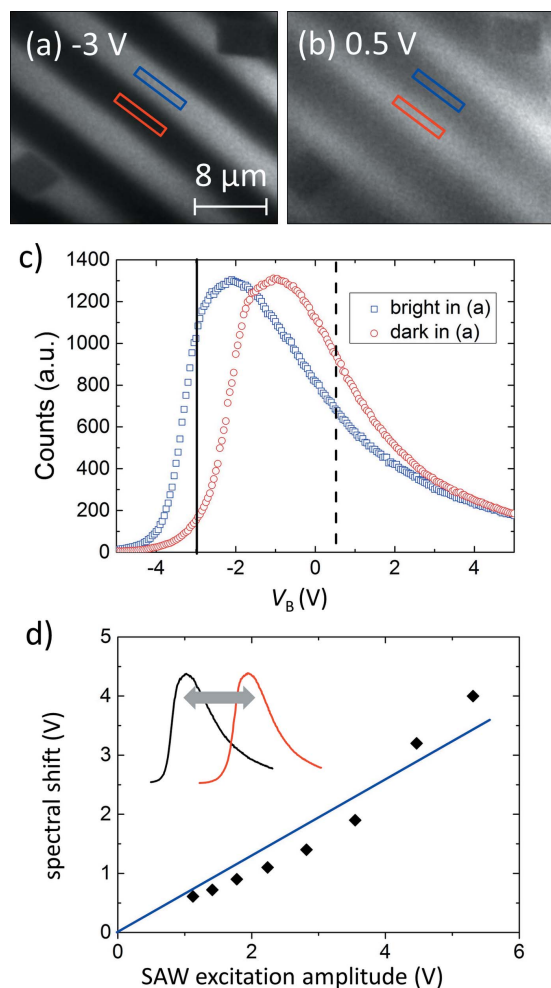 (a) -3 V
8 µm
(b) 0.5 V
c)
1400
1200
1000
800
600
400
200
0
Counts (a.u.)
bright in (a)
dark in (a)
-4 -2 0 2 4
V_B (V)
d)
5
4
3
2
1
0
spectral shift (V)
0 2 4 6
SAW excitation amplitude (V)